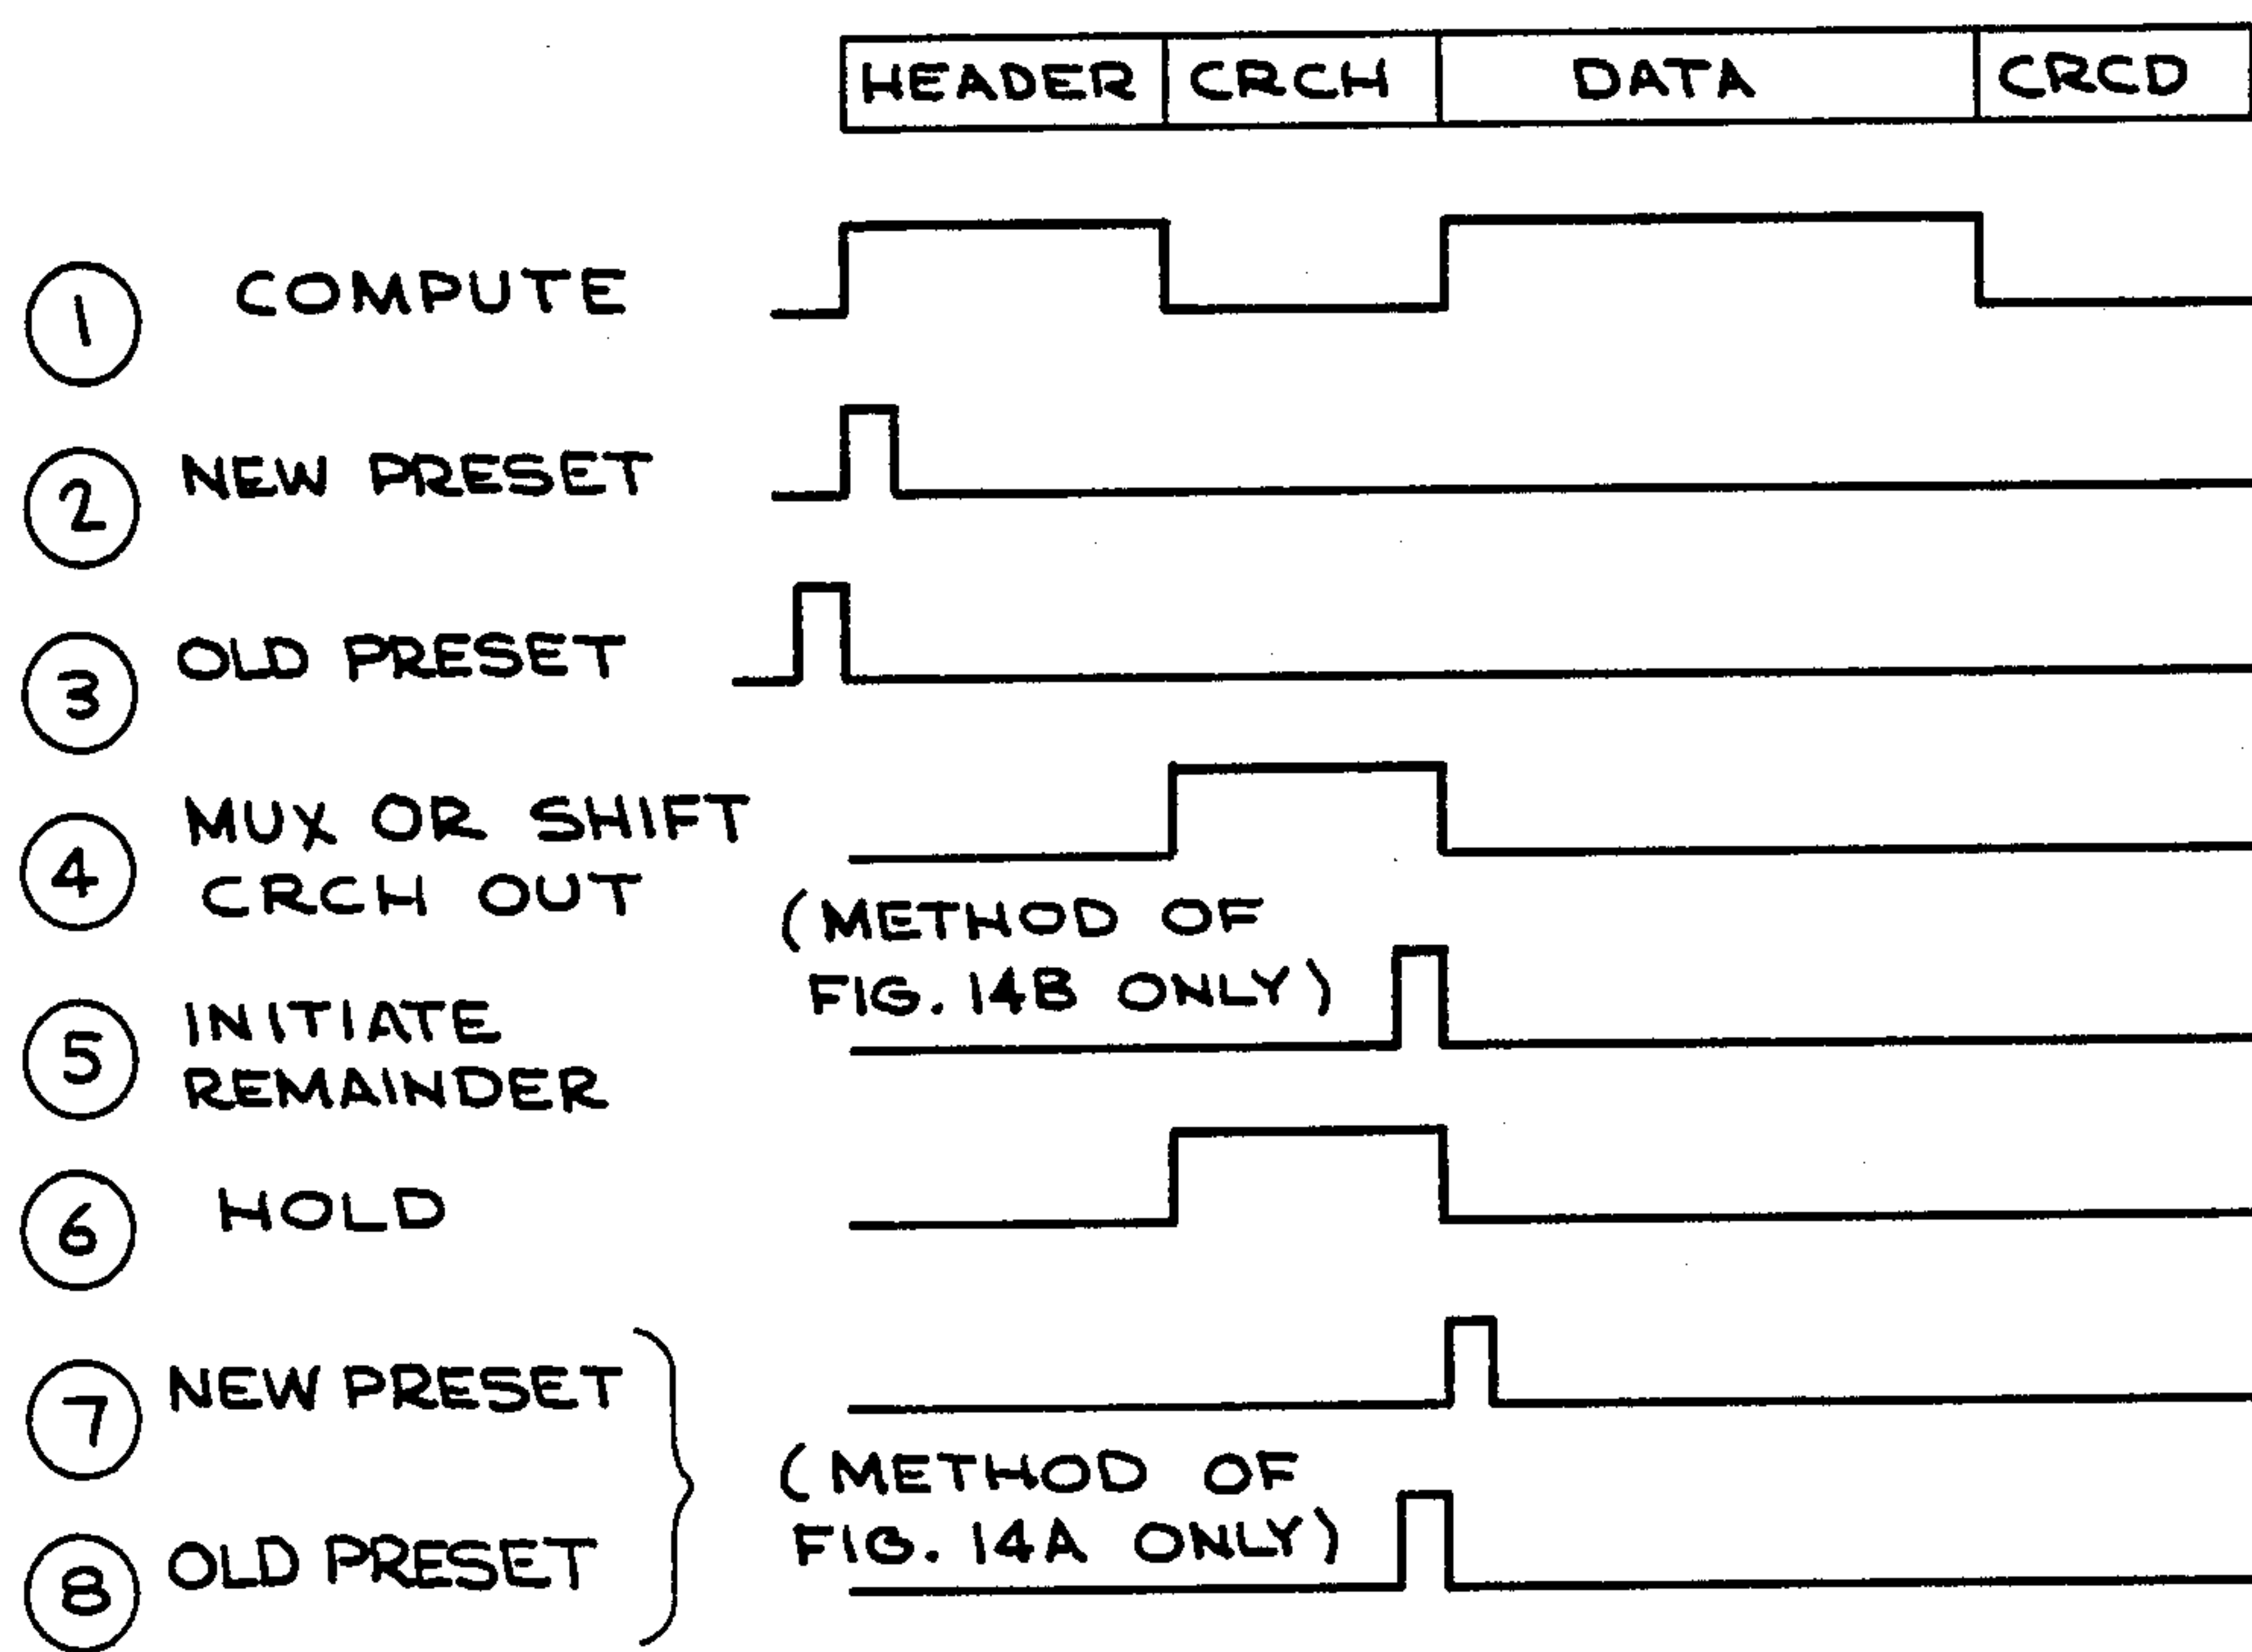 HEADER CRCH DATA CRCD
1 COMPUTE
2 NEW PRESET
3 OLD PRESET
4 MUX OR SHIFT
CRCH OUT
(METHOD OF
FIG. 14B ONLY)
5 INITIATE
REMAINDER
6 HOLD
7 NEW PRESET
8 OLD PRESET
(METHOD OF
FIG. 14A ONLY)